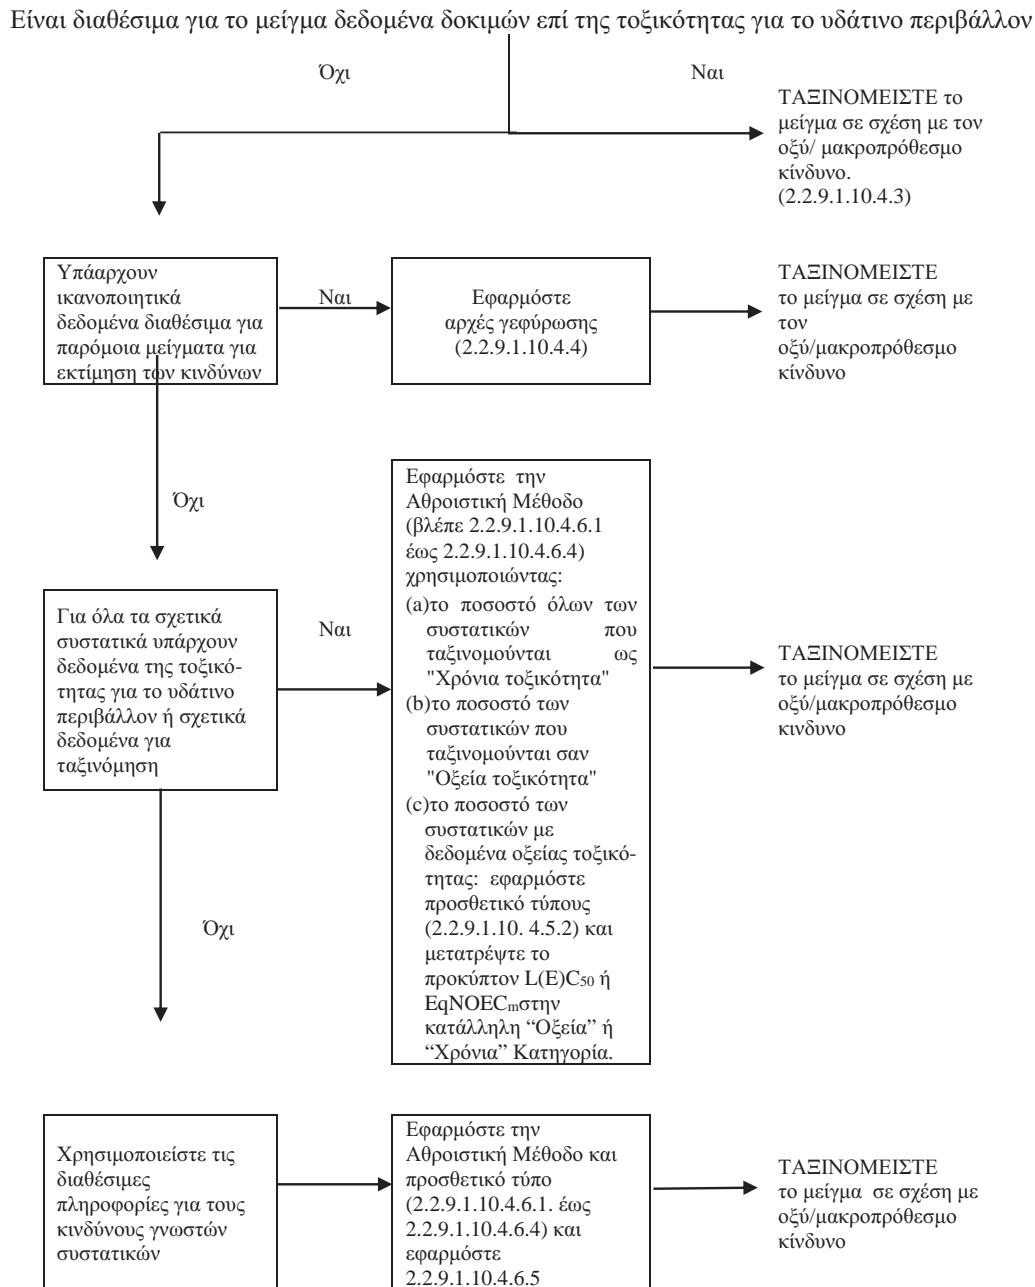 Είναι διαθέσιμα για το μείγμα δεδομένα δοκιμών επί της τοξικότητας για το υδάτινο περιβάλλον
Όχι
Ναι
ΤΑΞΙΝΟΜΕΙΣΤΕ το
μείγμα σε σχέση με τον
οξύ/ μακροπρόθεσμο
κίνδυνο.
(2.2.9.1.10.4.3)
Υπάαρχουν
ικανοποιητικά
δεδομένα διαθέσιμα για
παρόμοια μείγματα για
εκτίμηση των κινδύνων
Ναι
Εφαρμόστε
αρχές γεφύρωσης
(2.2.9.1.10.4.4)
ΤΑΞΙΝΟΜΕΙΣΤΕ
το μείγμα σε σχέση με
τον
οξύ/μακροπρόθεσμο
κίνδυνο
Όχι
Για όλα τα σχετικά
συστατικά υπάρχουν
δεδομένα της τοξικό-
τητας για το υδάτινο
περιβάλλον ή σχετικά
δεδομένα για
ταξινόμηση
Ναι
Εφαρμόστε την
Αθροιστική Μέθοδο
(βλέπε 2.2.9.1.10.4.6.1
έως 2.2.9.1.10.4.6.4)
χρησιμοποιώντας:
(a)το ποσοστό όλων των
συστατικών που
ταξινομούνται ως
"Χρόνια τοξικότητα"
(b)το ποσοστό των
συστατικών που
ταξινομούνται σαν
"Οξεία τοξικότητα"
(c)το ποσοστό των
συστατικών με
δεδομένα οξείας τοξικό-
τητας: εφαρμόστε
προσθετικό τύπους
(2.2.9.1.10. 4.5.2) και
μετατρέψτε το
προκύπτον L(E)C50 ή
EqNOECmστην
κατάλληλη “Οξεία” ή
“Χρόνια” Κατηγορία.
ΤΑΞΙΝΟΜΕΙΣΤΕ
το μείγμα σε σχέση με
οξύ/μακροπρόθεσμο
κινδυνο
Όχι
Χρησιμοποιείστε τις
διαθέσιμες
πληροφορίες για τους
κινδύνους γνωστών
συστατικών
Εφαρμόστε την
Αθροιστική Μέθοδο και
προσθετικό τύπο
(2.2.9.1.10.4.6.1. έως
2.2.9.1.10.4.6.4) και
εφαρμόστε
2.2.9.1.10.4.6.5
ΤΑΞΙΝΟΜΕΙΣΤΕ
το μείγμα σε σχέση με
οξύ/μακροπρόθεσμο
κίνδυνο